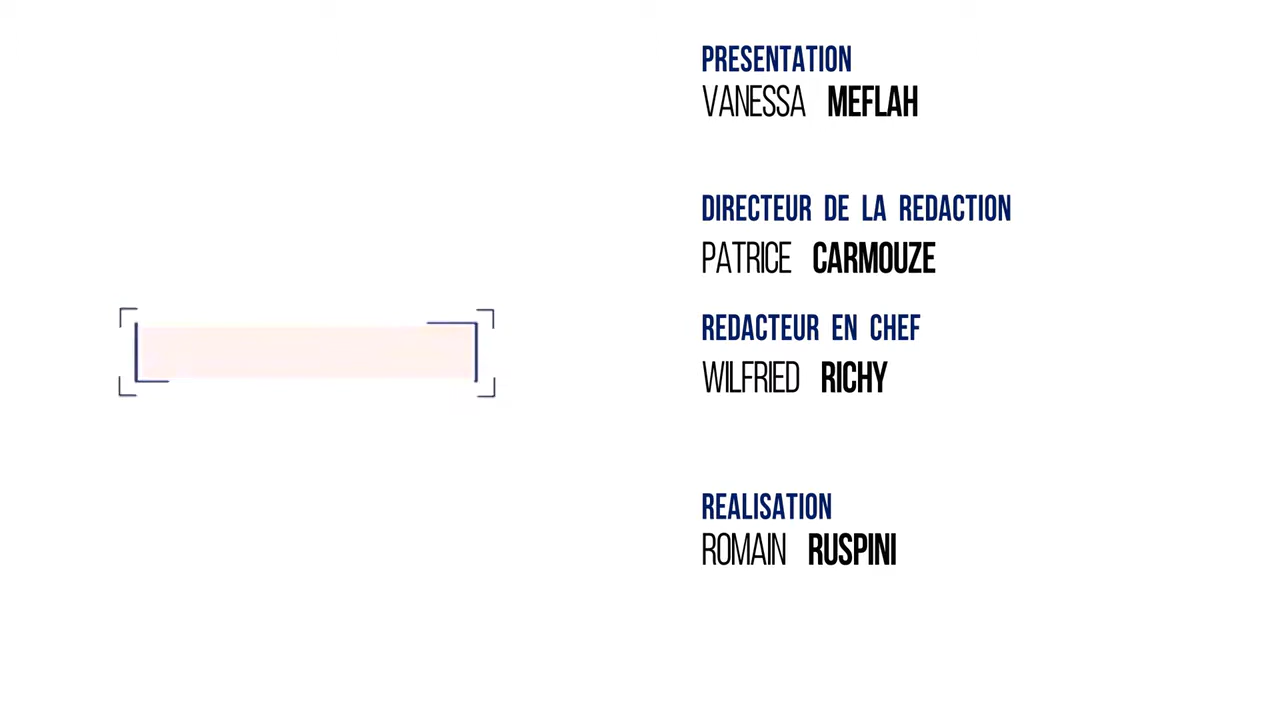 PRESENTATION
VANESSA MEFLAH
DIRECTEUR DE LA REDACTION
PATRICE CARMOUZE
REDACTEUR EN CHEF
WILFRIED RICHY
REALISATION
ROMAIN RUSPINI